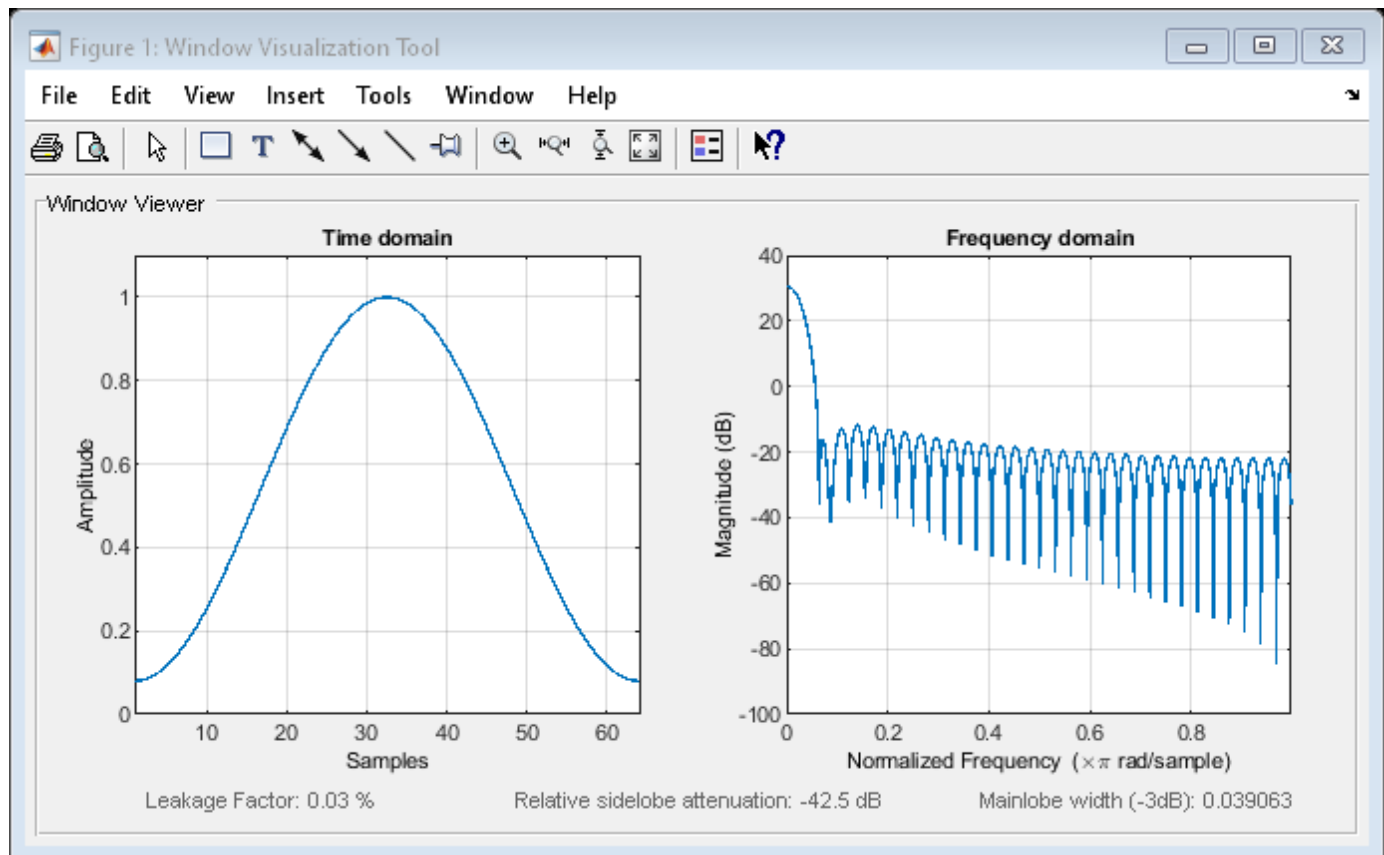 Figure 1: Window Visualization Tool
File Edit View Insert Tools Window Help
T
Window Viewer
Time domain
1
0.8
0.6
0.4
0.2
0
Amplitude
10 20 30 40 50 60
Samples
Frequency domain
40
20
0
-20
-40
-60
-80
-100
Magnitude (dB)
0 0.2 0.4 0.6 0.8
Normalized Frequency (×π rad/sample)
Leakage Factor: 0.03 % Relative sidelobe attenuation: -42.5 dB Mainlobe width (-3dB): 0.039063